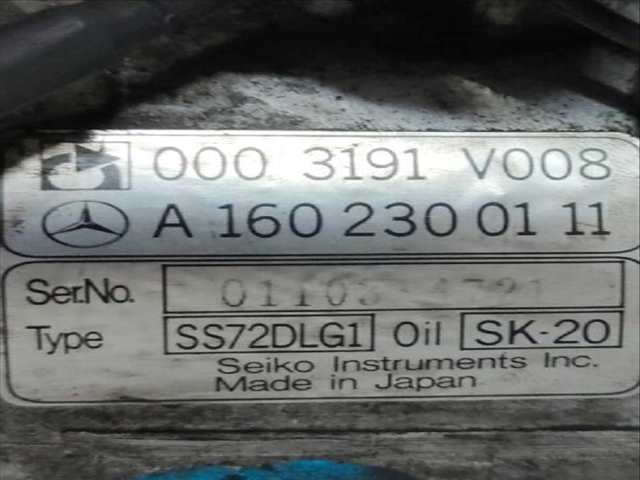 000 3191 V008
A 160 230 01 11
Ser.No.
Type SS72DLG1 Oil SK-20
Seiko Instruments Inc.
Made in Japan